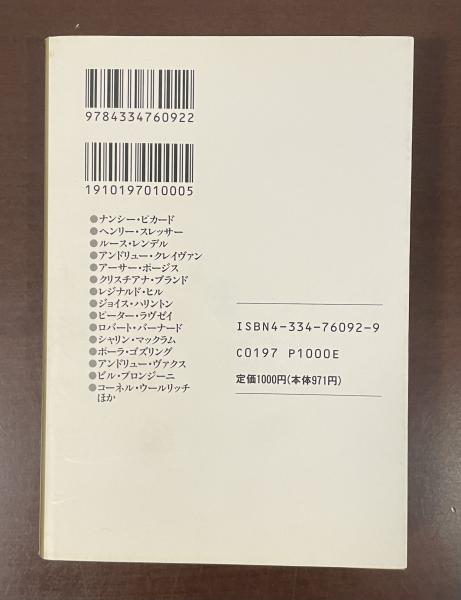 9784334760922
1910197010005
●ナンシー・ピカード
●ヘンリー・スレッサー
●ルース・レンデル
●アンドリュー・クレイヴァン
●アーサー・ポージス
●クリスチアナ・ブランド
●レジナルド・ヒル
●ジョイス・ハリントン
●ピーター・ラヴゼイ
●ロバート・バーナード
●シャリン・マックラム
●ポーラ・ゴズリング
●アンドリュー・ヴァクス
●ビル・プロンジーニ
●コーネル・ウールリッチ
ほか
ISBN4-334-76092-9
C0197 P1000E
定価1000円(本体971円)